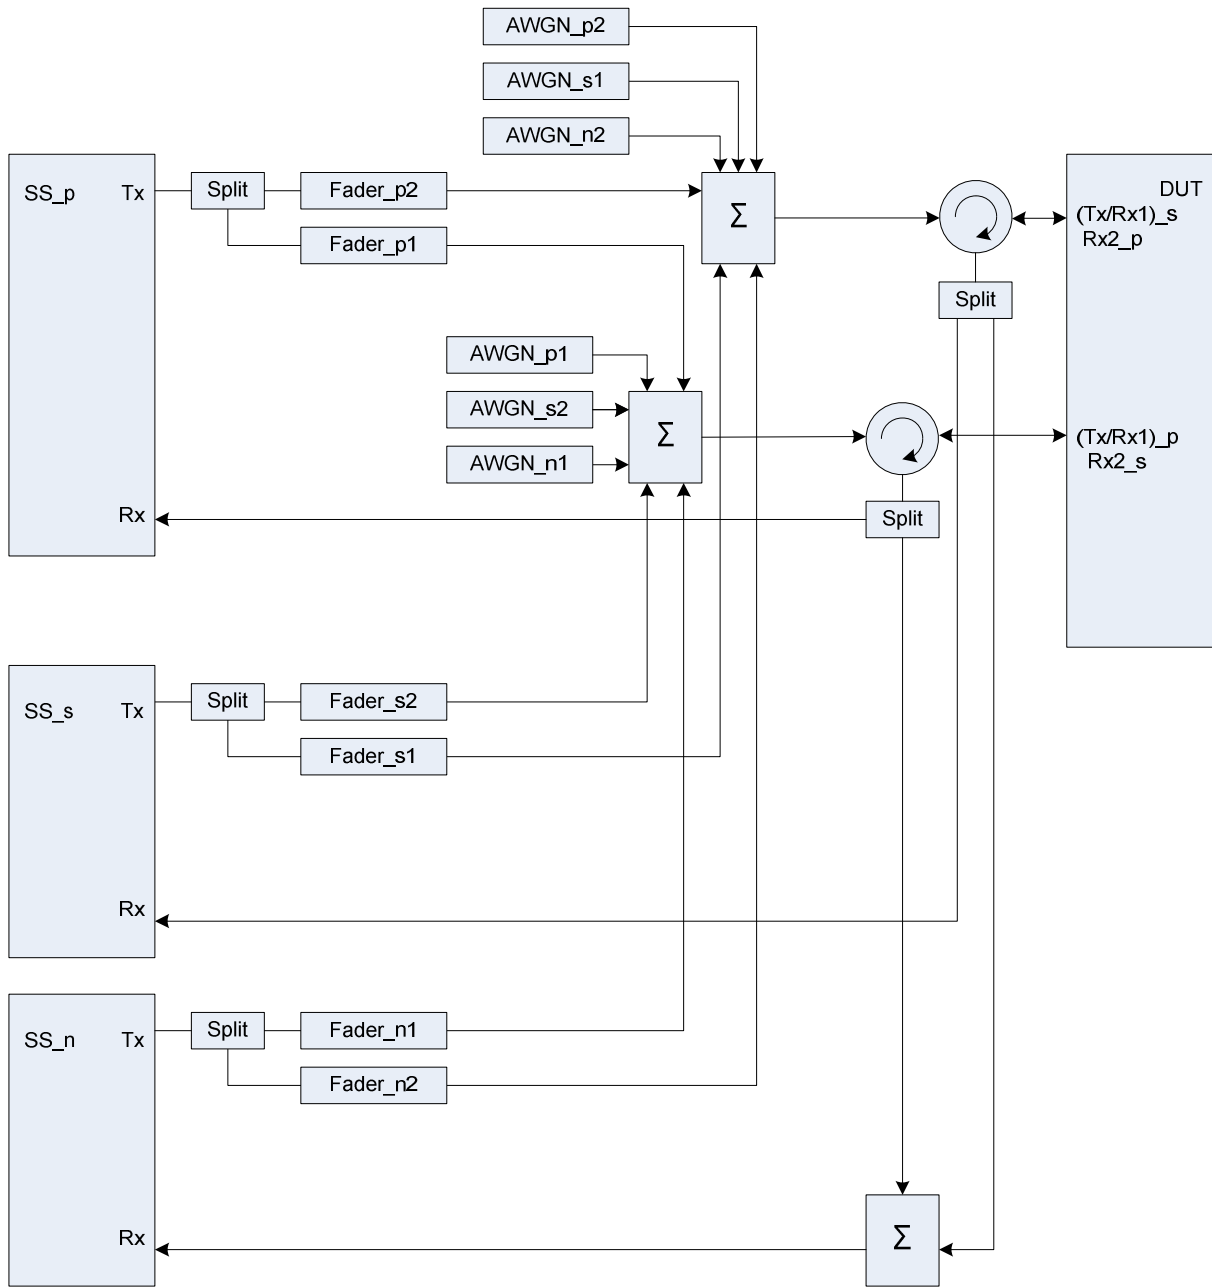 AWGN_p2
AWGN_s1
AWGN_n2
SS_p
Tx
Split
Fader_p2
Fader_p1
Σ
DUT
(Tx/Rx1)_s
Rx2_p
Split
AWGN_p1
AWGN_s2
AWGN_n1
Σ
(Tx/Rx1)_p
Rx2_s
Rx
Split
SS_s
Tx
Split
Fader_s2
Fader_s1
Rx
SS_n
Tx
Split
Fader_n1
Fader_n2
Rx
Σ